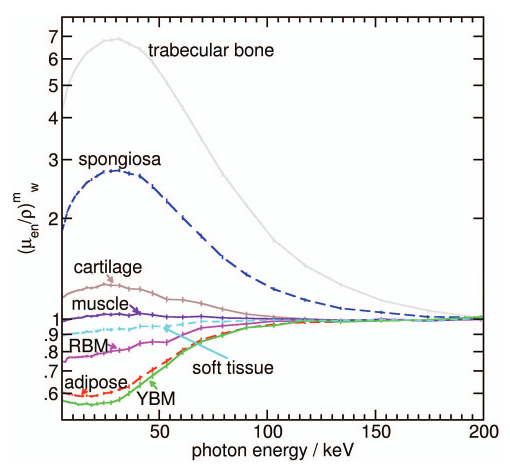 7
6
5
4
3
2
1
.9
.8
.7
.6
(μen/ρ)ᵐw
trabecular bone
spongiosa
cartilage
muscle
RBM
soft tissue
adipose
YBM
50 100 150 200
photon energy / keV